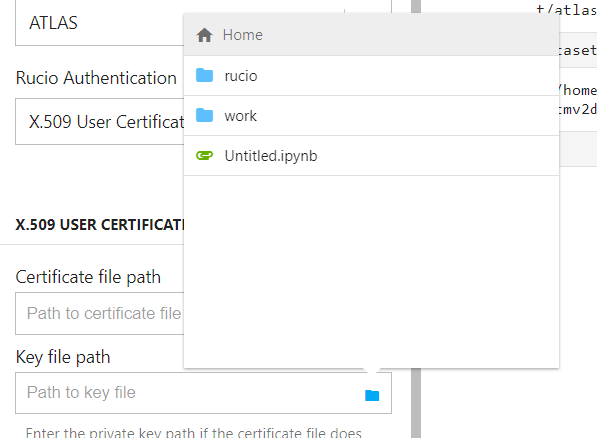 ATLAS
Rucio Authentication
X.509 User Certificat
X.509 USER CERTIFICAT
Certificate file path
Path to certificate file
Key file path
Path to key file
Enter the private key path if the certificate file does
Home
rucio
work
Untitled.ipynb
t/atlas
taset
/home
tmv2d